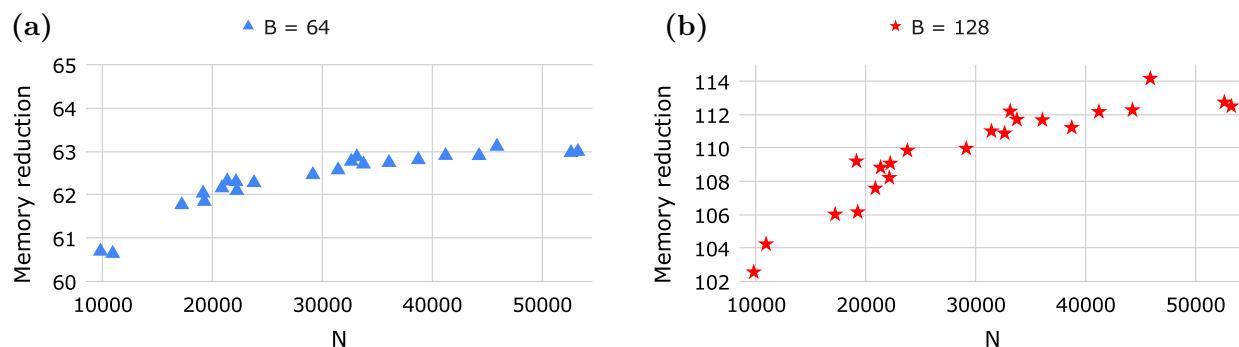 (a)
B = 64
Memory reduction
65
64
63
62
61
60
10000 20000 30000 40000 50000
N
(b)
B = 128
Memory reduction
114
112
110
108
106
104
102
10000 20000 30000 40000 50000
N